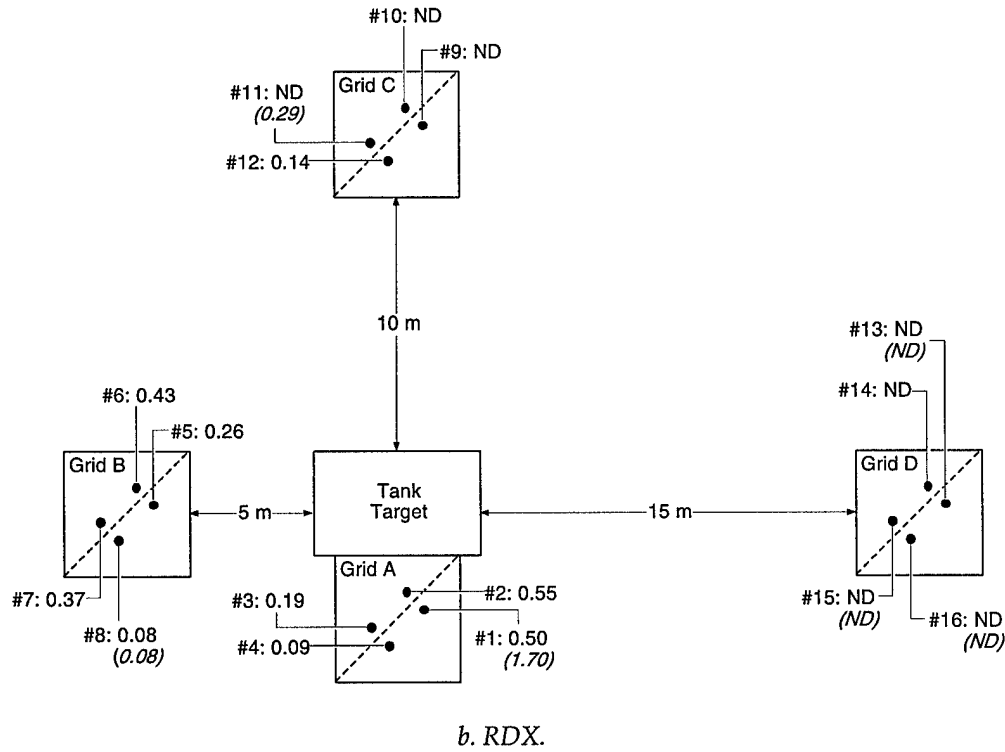 #10: ND
#9: ND
Grid C
#11: ND
(0.29)
#12: 0.14
10 m
#13: ND
(ND)
#14: ND
#6: 0.43
#5: 0.26
Grid B
Tank
Target
Grid D
5 m
15 m
Grid A
#7: 0.37
#3: 0.19
#2: 0.55
#15: ND
(ND)
#16: ND
(ND)
#8: 0.08
(0.08)
#4: 0.09
#1: 0.50
(1.70)
b. RDX.